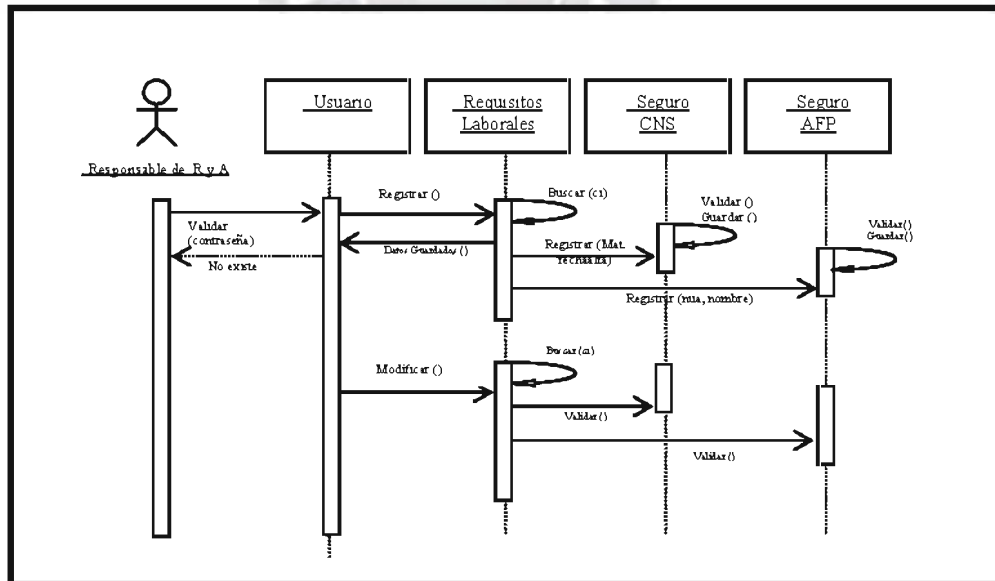 Usuario
Requisitos
Laborales
Seguro
CNS
Seguro
AFP
Responsable de R y A
Registrar ()
Buscar (ci)
Validar ()
Guardar ()
Validar()
Guardar()
Validar
(contraseña)
Datos Guardados ()
Registrar (Mat.
No existe
Registrar (nua, nombre)
Buscar (ci)
Modificar ()
Validar ()
Validar ()